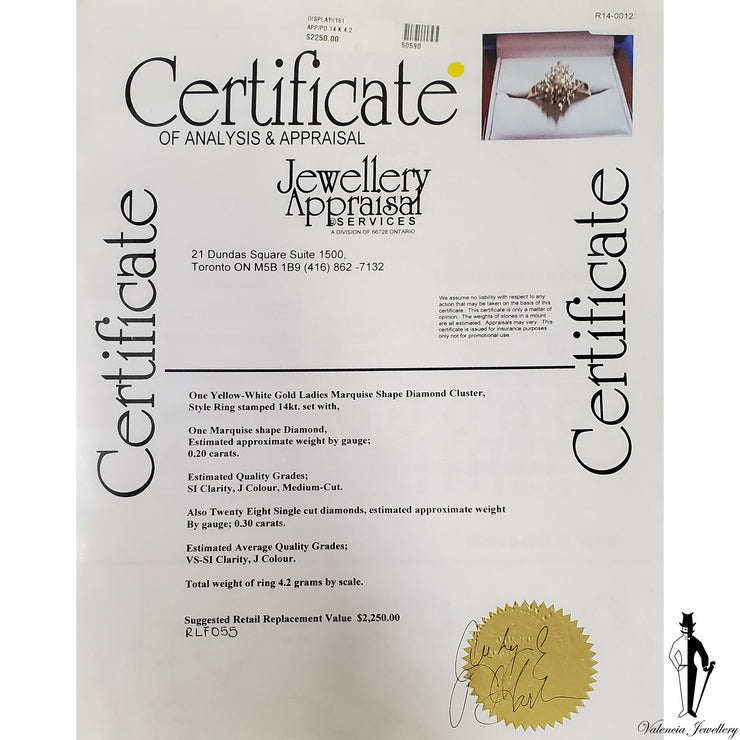 DISPLAY#161
APP/PD 14 K 4.2
$2250.00
50590
R14-0012
Certificate
OF ANALYSIS & APPRAISAL
Jewellery
Appraisal
@SERVICES
A DIVISION OF 66728 ONTARIO
21 Dundas Square Suite 1500,
Toronto ON M5B 1B9 (416) 862 -7132
Certificate
Certificate
We assume no liability with respect to any
action that may be taken on the basis of this
certificate. This certificate is only a matter of
opinion. The weights of stones in a mount
are all estimated. Appraisals may vary. This
certificate is issued for insurance purposes
only not for promotional use.
One Yellow-White Gold Ladies Marquise Shape Diamond Cluster,
Style Ring stamped 14kt. set with,
One Marquise shape Diamond,
Estimated approximate weight by gauge;
0.20 carats.
Estimated Quality Grades;
SI Clarity, J Colour, Medium-Cut.
Also Twenty Eight Single cut diamonds, estimated approximate weight
By gauge; 0.30 carats.
Estimated Average Quality Grades;
VS-SI Clarity, J Colour.
Total weight of ring 4.2 grams by scale.
Suggested Retail Replacement Value $2,250.00
RLF055
Valencia Jewellery